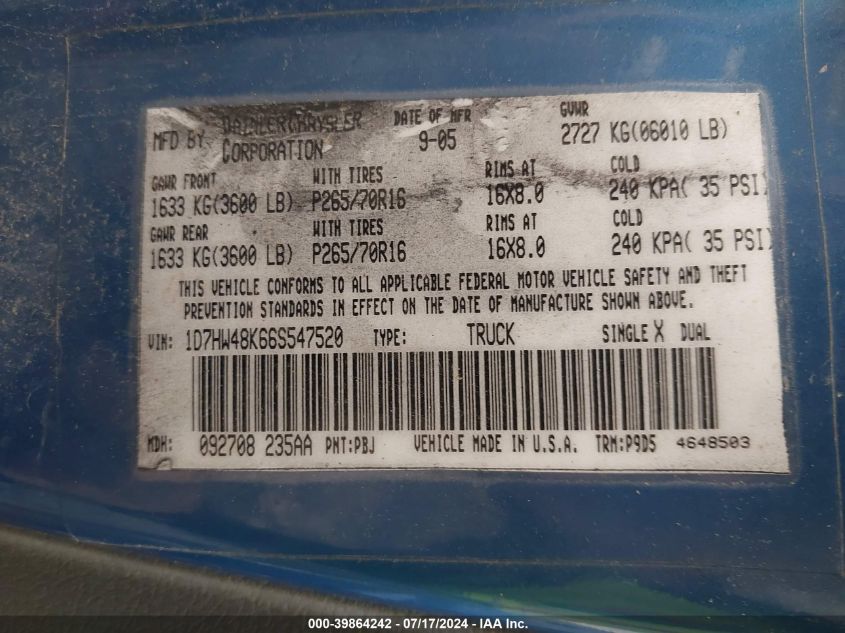 MFD BY DAIMLERCHRYSLER CORPORATION DATE OF MFR 9-05 GVWR 2727 KG(06010 LB)
GAWR FRONT WITH TIRES RIMS AT COLD
1633 KG(3600 LB) P265/70R16 16X8.0 240 KPA( 35 PSI)
GAWR REAR WITH TIRES RIMS AT COLD
1633 KG(3600 LB) P265/70R16 16X8.0 240 KPA( 35 PSI)
THIS VEHICLE CONFORMS TO ALL APPLICABLE FEDERAL MOTOR VEHICLE SAFETY AND THEFT
PREVENTION STANDARDS IN EFFECT ON THE DATE OF MANUFACTURE SHOWN ABOVE.
VIN: 1D7HW48K66S547520 TYPE: TRUCK SINGLE X DUAL
MDH: 092708 235AA PNT:PBJ VEHICLE MADE IN U.S.A. TRM:P9D5 4648503
000-39864242 - 07/17/2024 - IAA Inc.